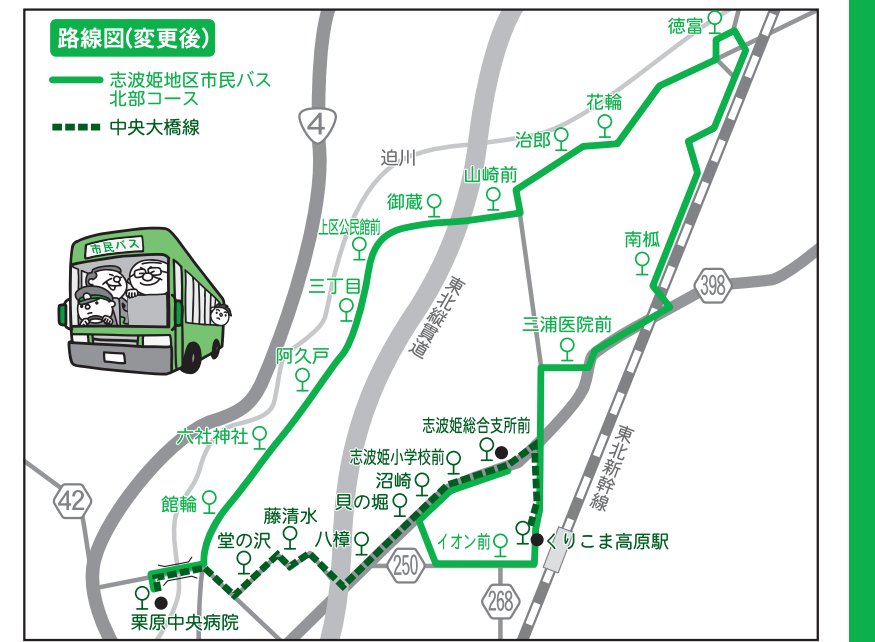 路線図(変更後)
志波姫地区市民バス
北部コース
中央大橋線
徳富
花輪
治郎
4
迫川
山崎前
御蔵
上区公民館前
南柧
市民バス
三丁目
398
東北縦貫道
三浦医院前
阿久戸
志波姫総合支所前
六社神社
東北新幹線
志波姫小学校前
沼崎
42
館輪
貝の堀
藤清水
堂の沢
八樟
イオン前
くりこま高原駅
250
268
栗原中央病院